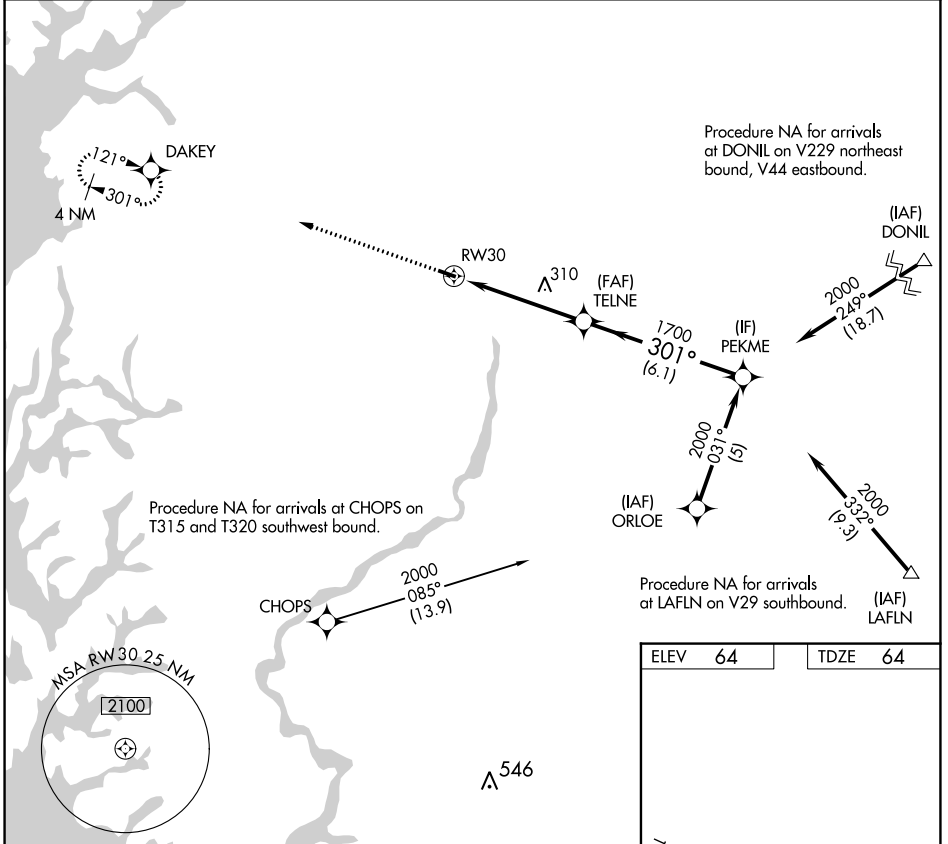 Procedure NA for arrivals
at DONIL on V229 northeast
bound, V44 eastbound.
DAKEY
121°
301°
4 NM
(IAF)
DONIL
2000
249°
(18.7)
RW30
310
(FAF)
TELNE
1700
301°
(6.1)
(IF)
PEKME
2000
031°
(5)
(IAF)
ORLOE
2000
332°
(9.3)
(IAF)
LAFLN
Procedure NA for arrivals at CHOPS on
T315 and T320 southwest bound.
CHOPS
2000
085°
(13.9)
Procedure NA for arrivals
at LAFLN on V29 southbound.
MSA RW30 25 NM
2100
546
ELEV 64
TDZE 64